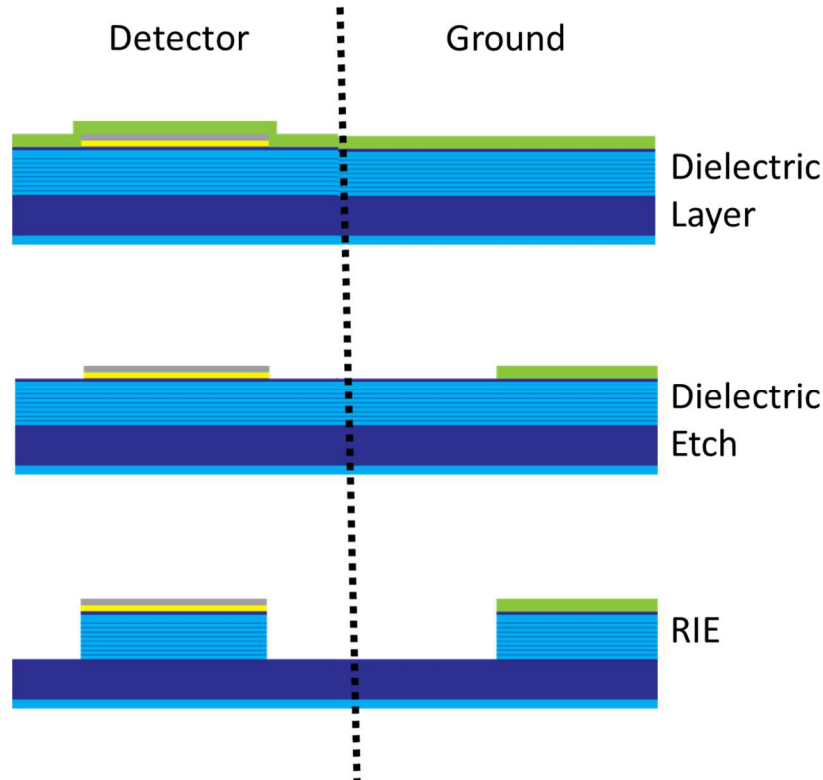 Detector
Ground
Dielectric
Layer
Dielectric
Etch
RIE